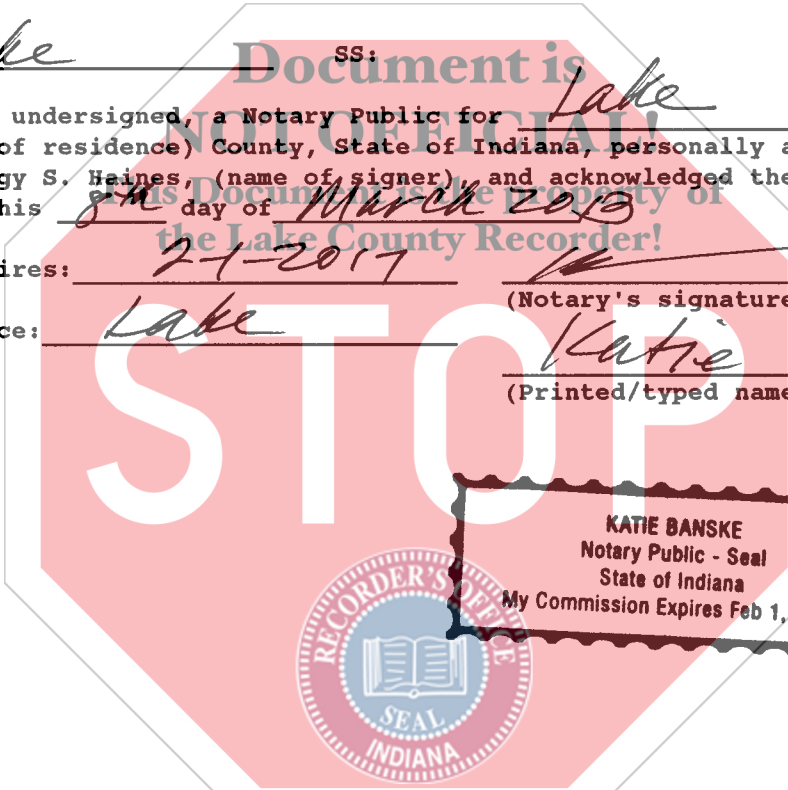 ke SS:
Document is
undersigned, a Notary Public for Lake
NOT OFFICIAL!
of residence) County, State of Indiana, personally a
gy S. Haines, (name of signer), and acknowledged the
This Document is the property of
his 8th day of March 2013
the Lake County Recorder!
ires: 2-1-2017
(Notary's signature
ce: Lake
Katie
(Printed/typed name
STOP
KATIE BANSKE
Notary Public - Seal
State of Indiana
My Commission Expires Feb 1,
RECORDER'S OFFICE
SEAL
INDIANA